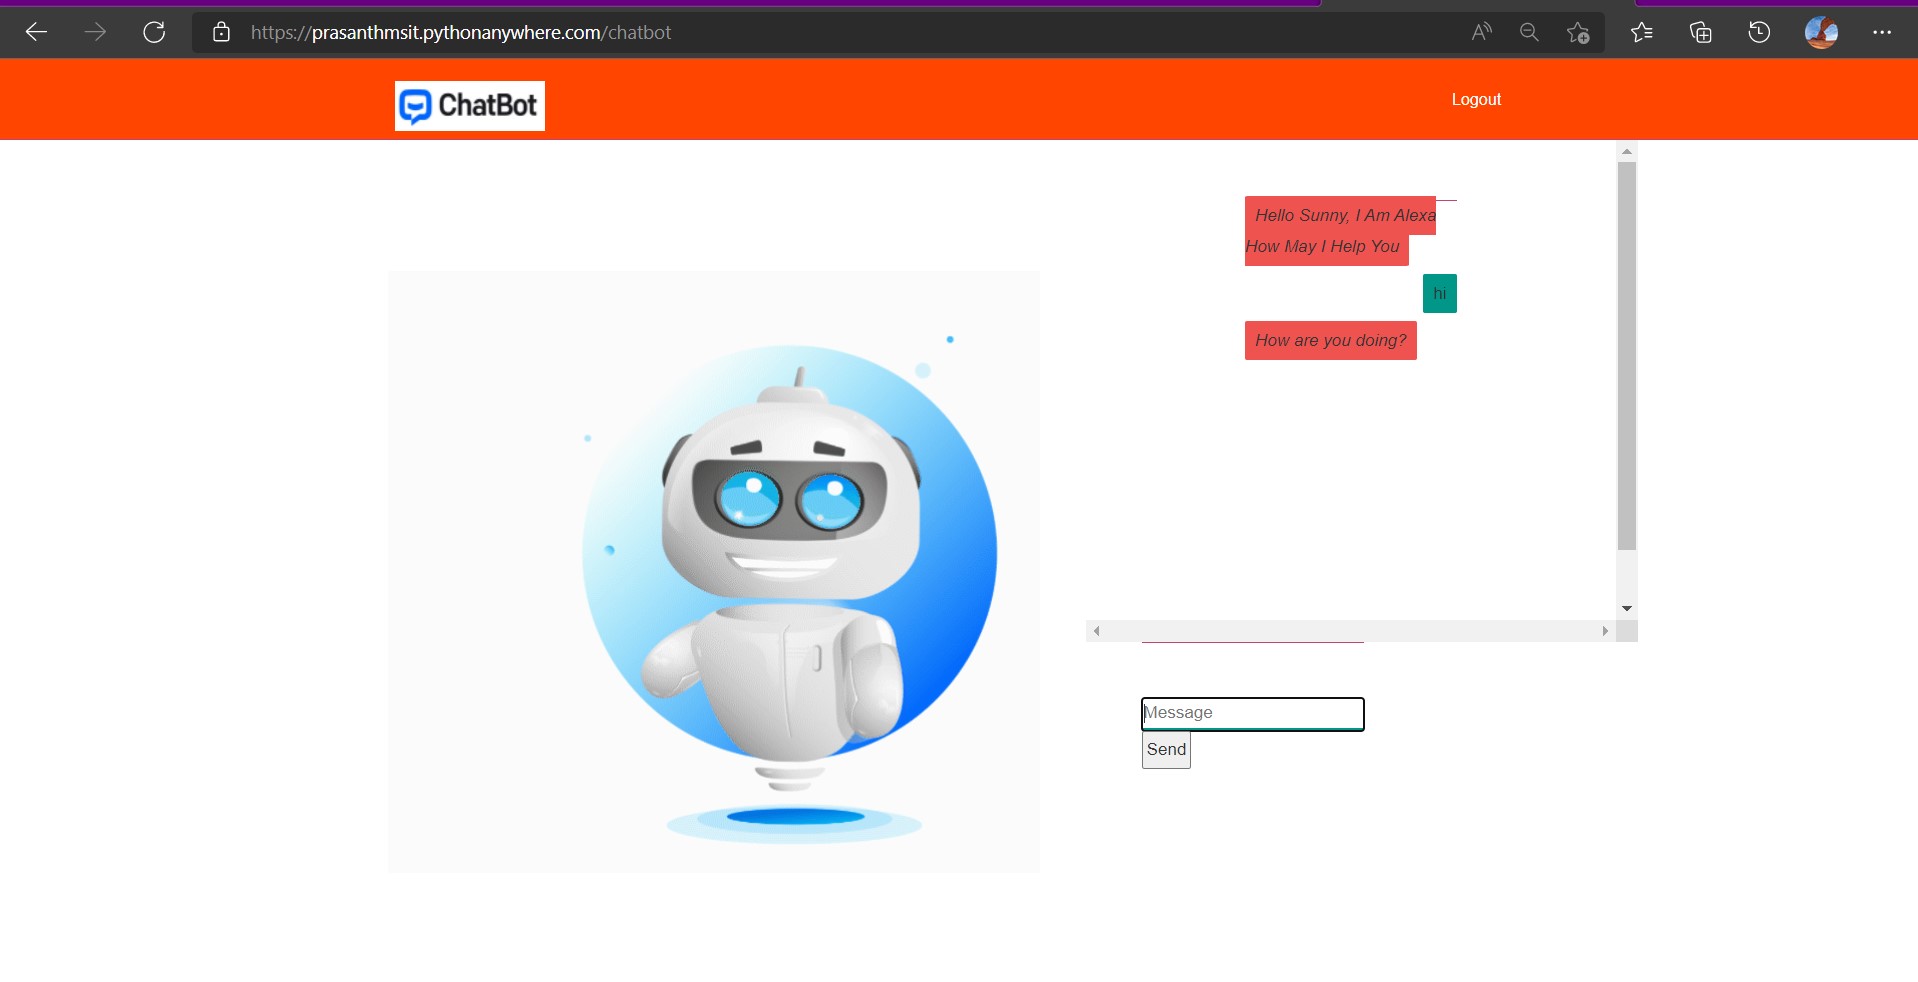 https://prasanthmsit.pythonanywhere.com/chatbot
ChatBot
Logout
Hello Sunny, I Am Alexa
How May I Help You
hi
How are you doing?
Message
Send